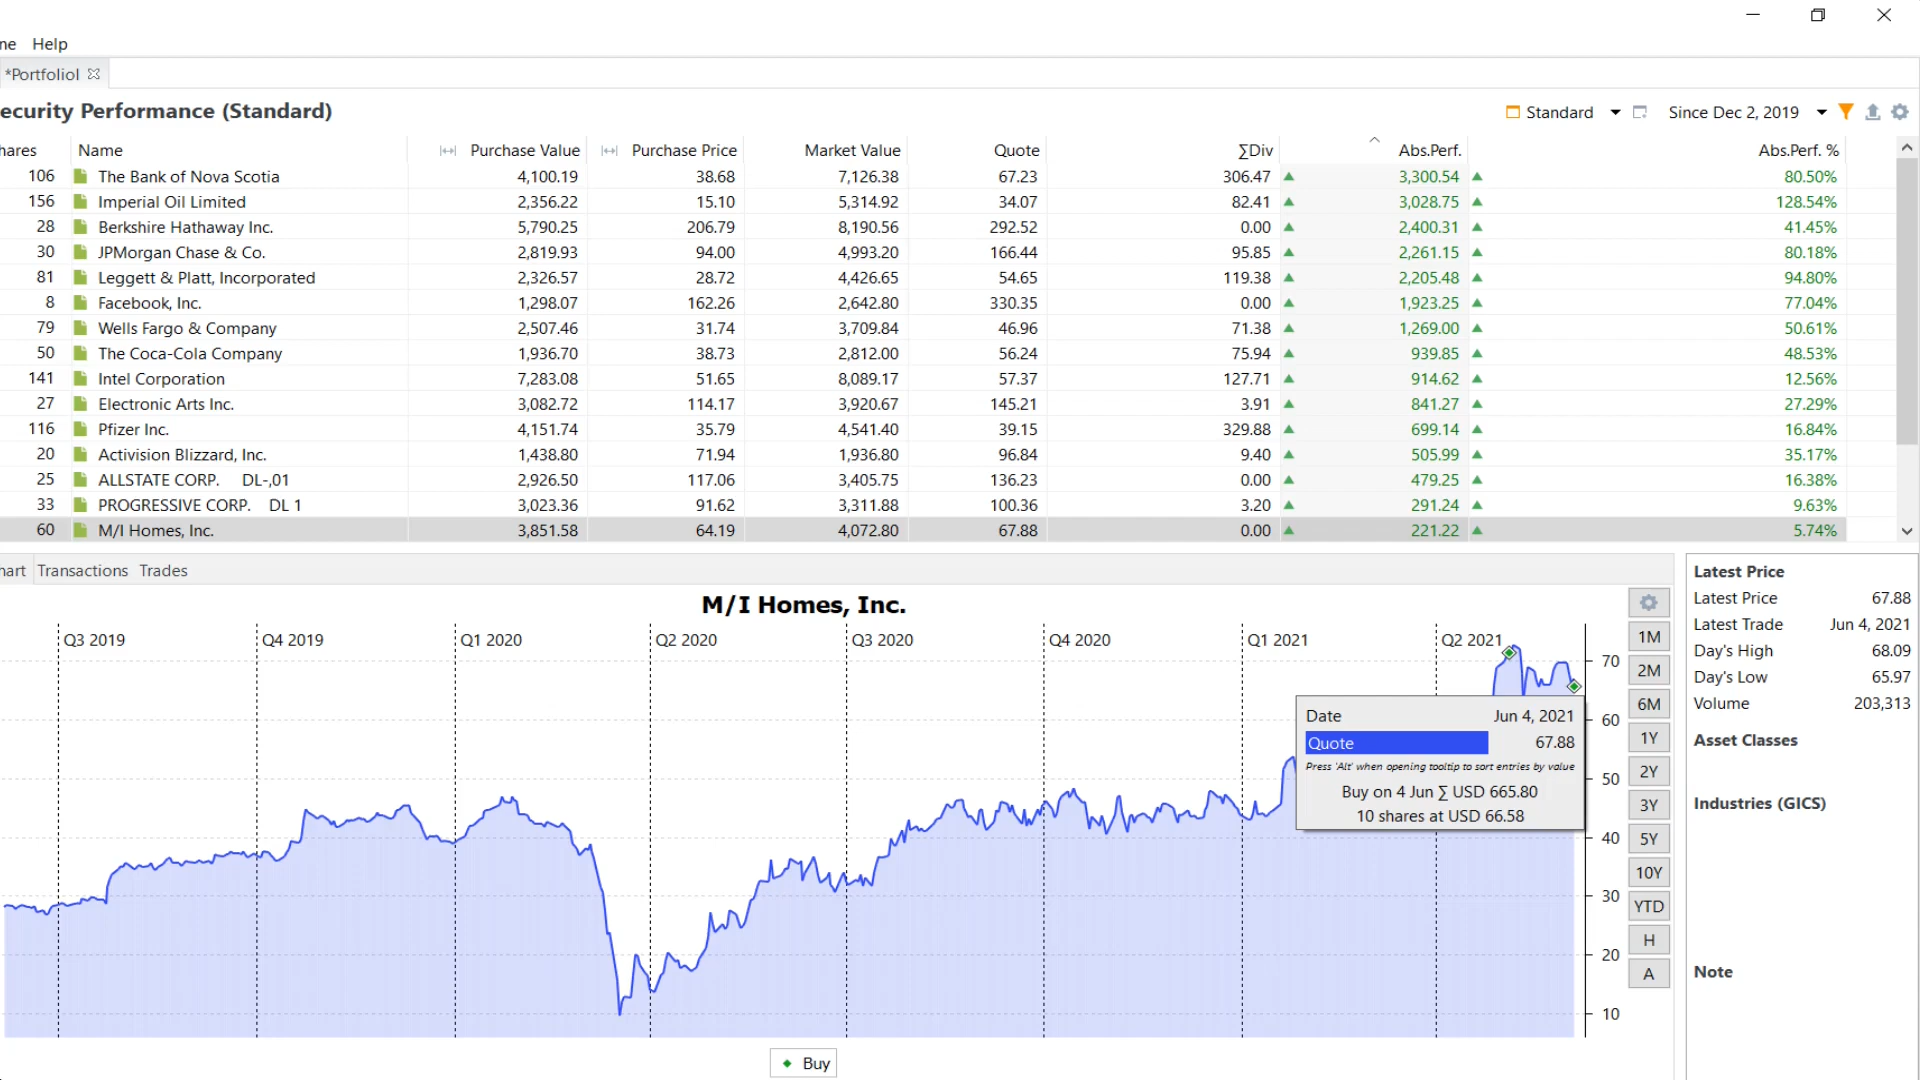 ne Help
*Portfoliol
ecurity Performance (Standard)
Standard Since Dec 2, 2019
hares Name Purchase Value Purchase Price Market Value Quote ∑Div Abs.Perf. Abs.Perf. %
106 The Bank of Nova Scotia 4,100.19 38.68 7,126.38 67.23 306.47 3,300.54 80.50%
156 Imperial Oil Limited 2,356.22 15.10 5,314.92 34.07 82.41 3,028.75 128.54%
28 Berkshire Hathaway Inc. 5,790.25 206.79 8,190.56 292.52 0.00 2,400.31 41.45%
30 JPMorgan Chase & Co. 2,819.93 94.00 4,993.20 166.44 95.85 2,261.15 80.18%
81 Leggett & Platt, Incorporated 2,326.57 28.72 4,426.65 54.65 119.38 2,205.48 94.80%
8 Facebook, Inc. 1,298.07 162.26 2,642.80 330.35 0.00 1,923.25 77.04%
79 Wells Fargo & Company 2,507.46 31.74 3,709.84 46.96 71.38 1,269.00 50.61%
50 The Coca-Cola Company 1,936.70 38.73 2,812.00 56.24 75.94 939.85 48.53%
141 Intel Corporation 7,283.08 51.65 8,089.17 57.37 127.71 914.62 12.56%
27 Electronic Arts Inc. 3,082.72 114.17 3,920.67 145.21 3.91 841.27 27.29%
116 Pfizer Inc. 4,151.74 35.79 4,541.40 39.15 329.88 699.14 16.84%
20 Activision Blizzard, Inc. 1,438.80 71.94 1,936.80 96.84 9.40 505.99 35.17%
25 ALLSTATE CORP. DL-,01 2,926.50 117.06 3,405.75 136.23 0.00 479.25 16.38%
33 PROGRESSIVE CORP. DL 1 3,023.36 91.62 3,311.88 100.36 3.20 291.24 9.63%
60 M/I Homes, Inc. 3,851.58 64.19 4,072.80 67.88 0.00 221.22 5.74%
hart Transactions Trades
M/I Homes, Inc.
Q3 2019 Q4 2019 Q1 2020 Q2 2020 Q3 2020 Q4 2020 Q1 2021 Q2 2021
70
60
50
40
30
20
10
Date Jun 4, 2021
Quote 67.88
Press 'Alt' when opening tooltip to sort entries by value
Buy on 4 Jun ∑ USD 665.80
10 shares at USD 66.58
Buy
1M
2M
6M
1Y
2Y
3Y
5Y
10Y
YTD
H
A
Latest Price
Latest Price 67.88
Latest Trade Jun 4, 2021
Day's High 68.09
Day's Low 65.97
Volume 203,313
Asset Classes
Industries (GICS)
Note